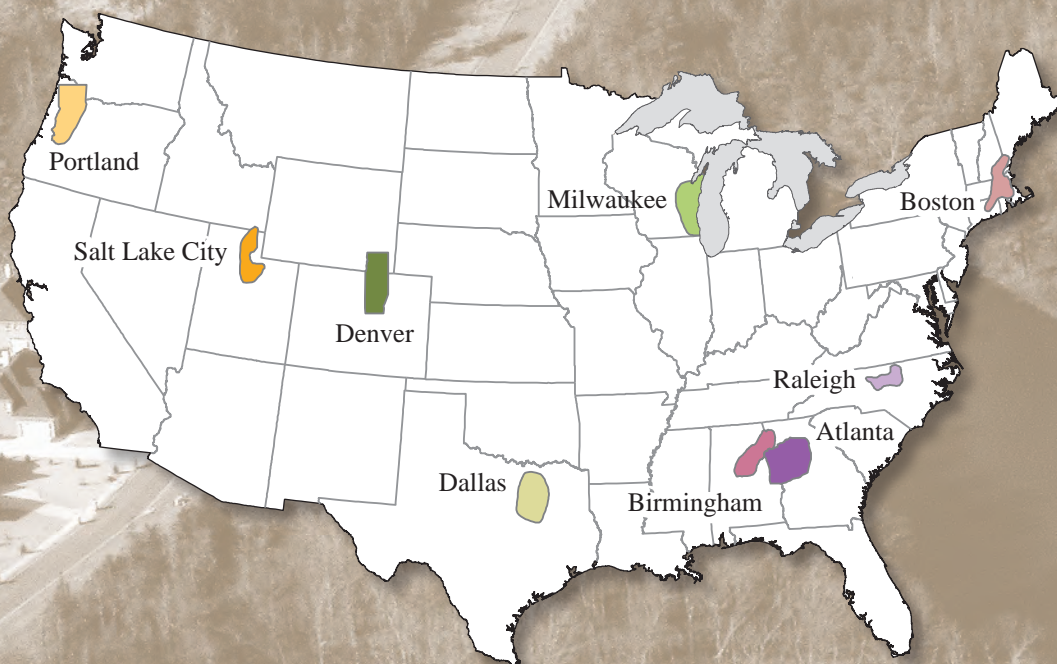 Portland
Milwaukee
Boston
Salt Lake City
Denver
Raleigh
Atlanta
Dallas
Birmingham